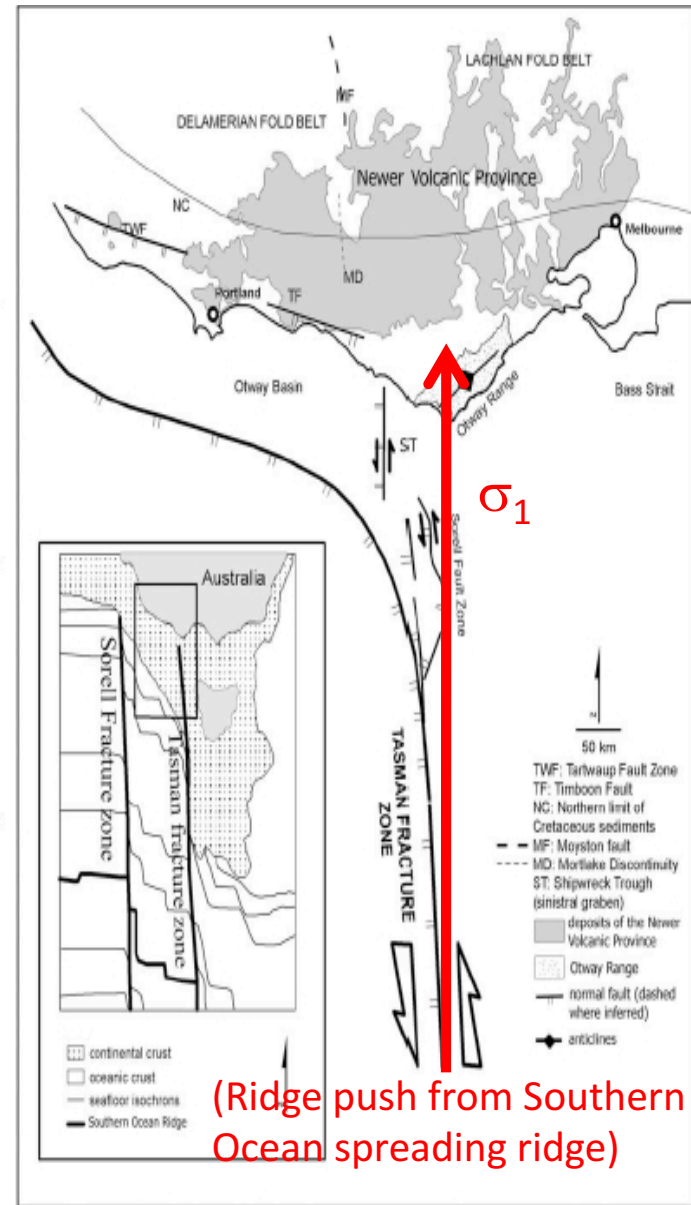 LACHLAN FOLD BELT
MF
DELAMERIAN FOLD BELT
Newer Volcanic Province
NC
TWF
Melbourne
MD
Portland
TF
Otway Basin
Otway Range
Bass Strait
ST
σ1
Sorell Fault Zone
Australia
Sorell Fracture zone
Tasman fracture zone
TASMAN FRACTURE
ZONE
N
50 km
TWF: Tartwaup Fault Zone
TF: Timboon Fault
NC: Northern limit of
Cretaceous sediments
MF: Moyston fault
MD: Mortlake Discontinuity
ST: Shipwreck Trough
(sinistral graben)
deposits of the Newer
Volcanic Province
Otway Range
normal fault (dashed
where inferred)
anticlines
continental crust
oceanic crust
seafloor isochrons
Southern Ocean Ridge
(Ridge push from Southern
Ocean spreading ridge)